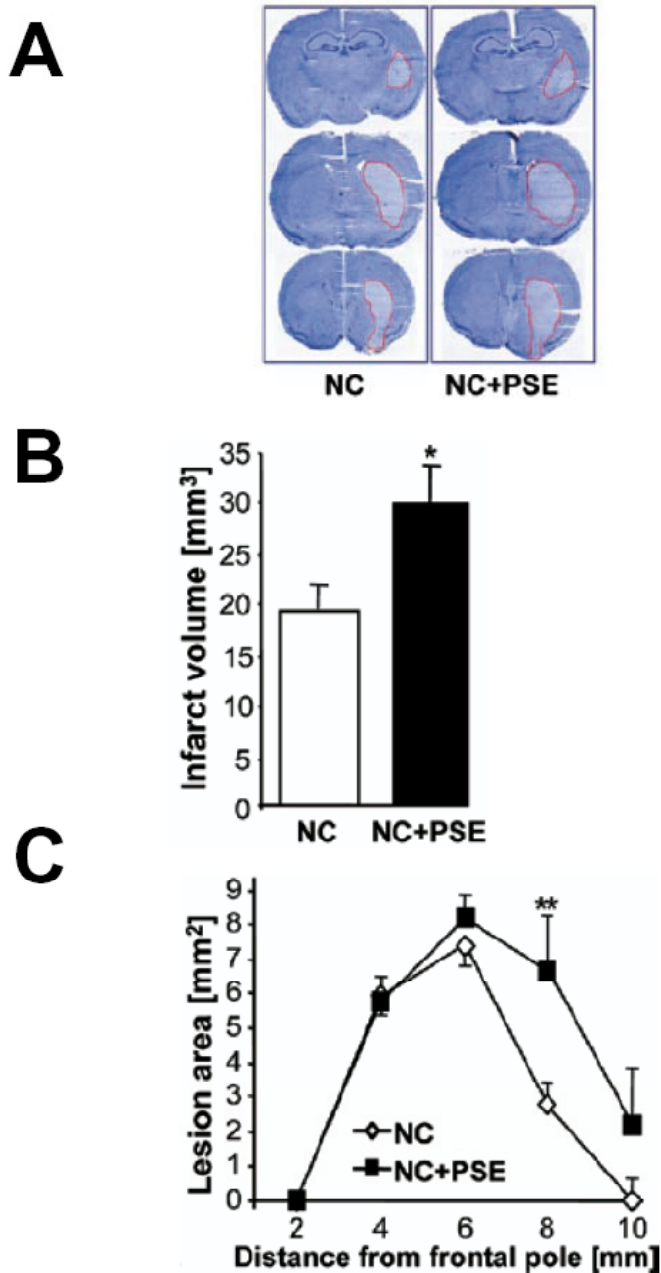 A
NC NC+PSE
B
Infarct volume [mm³]
35
30
25
20
15
10
5
0
*
NC NC+PSE
C
Lesion area [mm²]
9
8
7
6
5
4
3
2
1
0
**
NC
NC+PSE
2 4 6 8 10
Distance from frontal pole [mm]